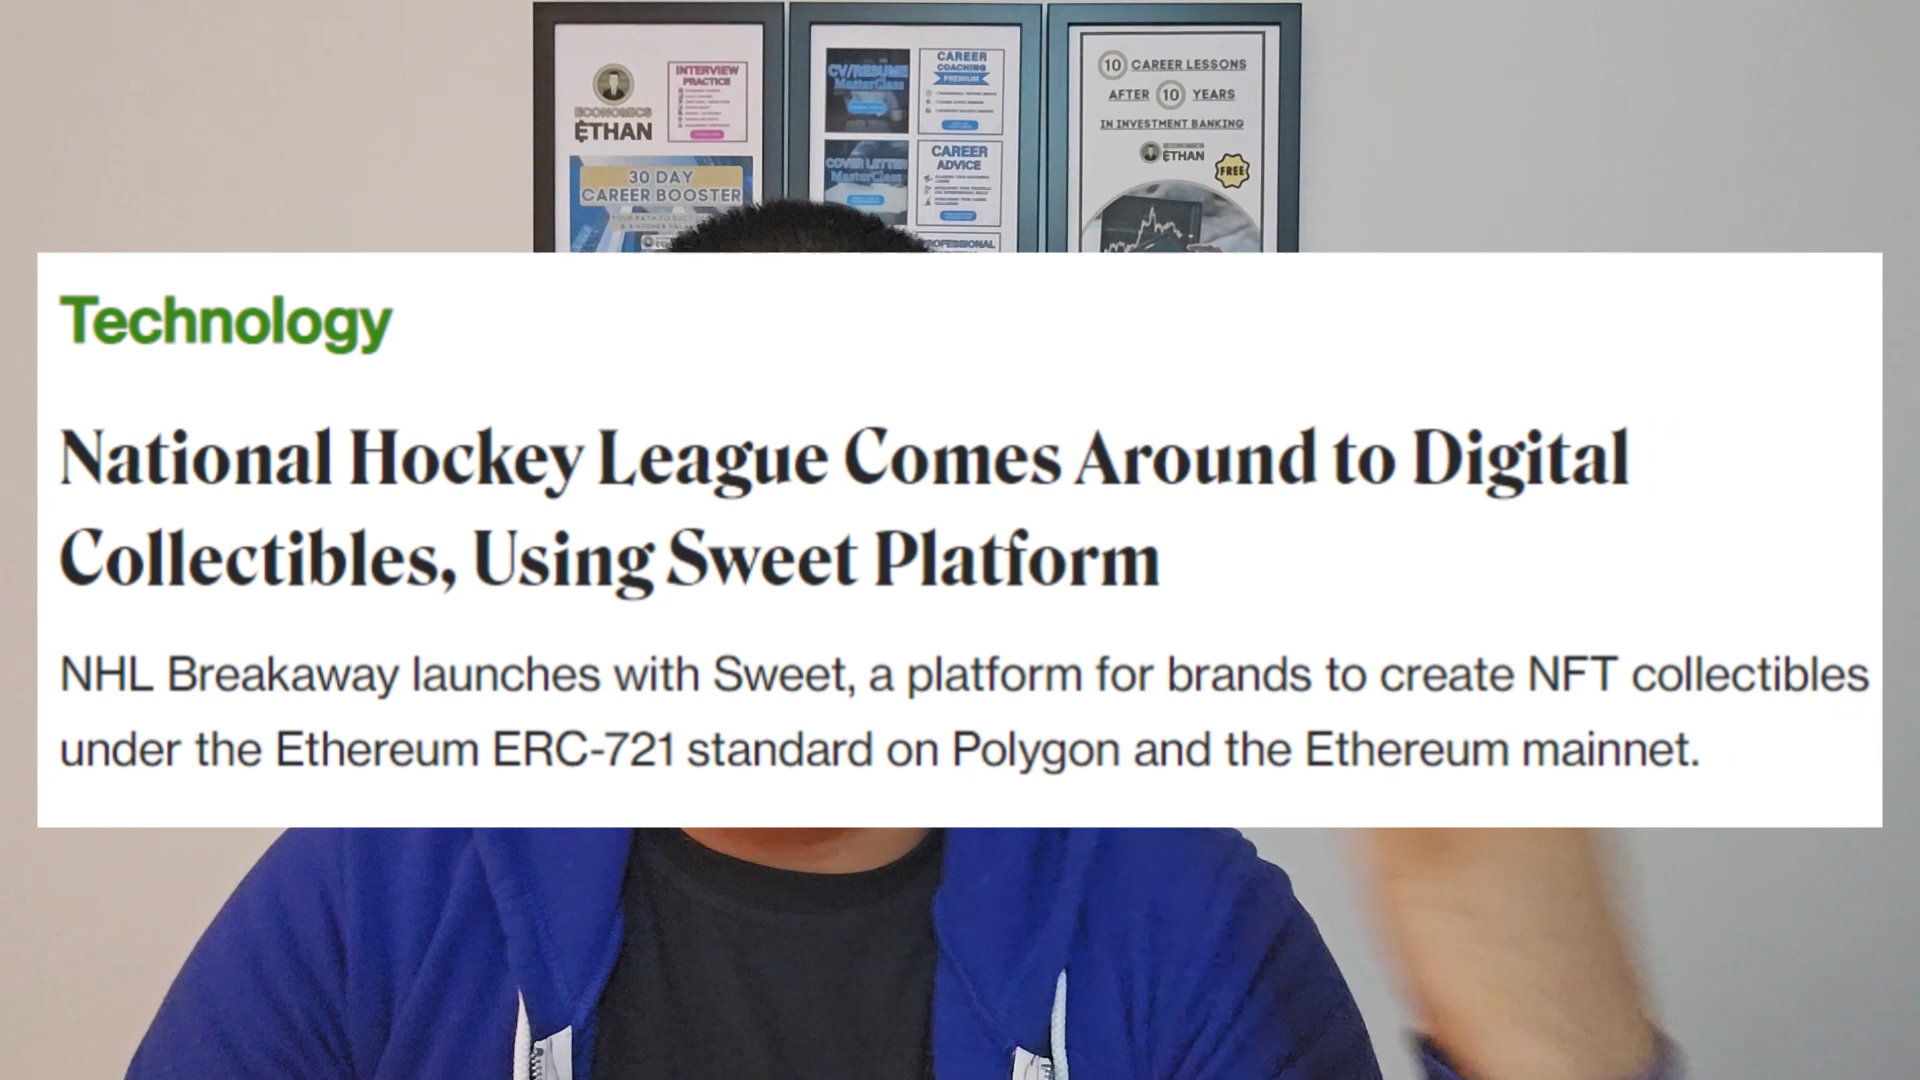 ECONOMICS
ETHAN
INTERVIEW
PRACTICE
30 DAY
CAREER BOOSTER
CV/RESUME
MasterClass
CAREER
COACHING
PREMIUM
COVER LETTER
MasterClass
CAREER
ADVICE
PROFESSIONAL
10 CAREER LESSONS
AFTER 10 YEARS
IN INVESTMENT BANKING
ETHAN
FREE
Technology
National Hockey League Comes Around to Digital
Collectibles, Using Sweet Platform
NHL Breakaway launches with Sweet, a platform for brands to create NFT collectibles
under the Ethereum ERC-721 standard on Polygon and the Ethereum mainnet.